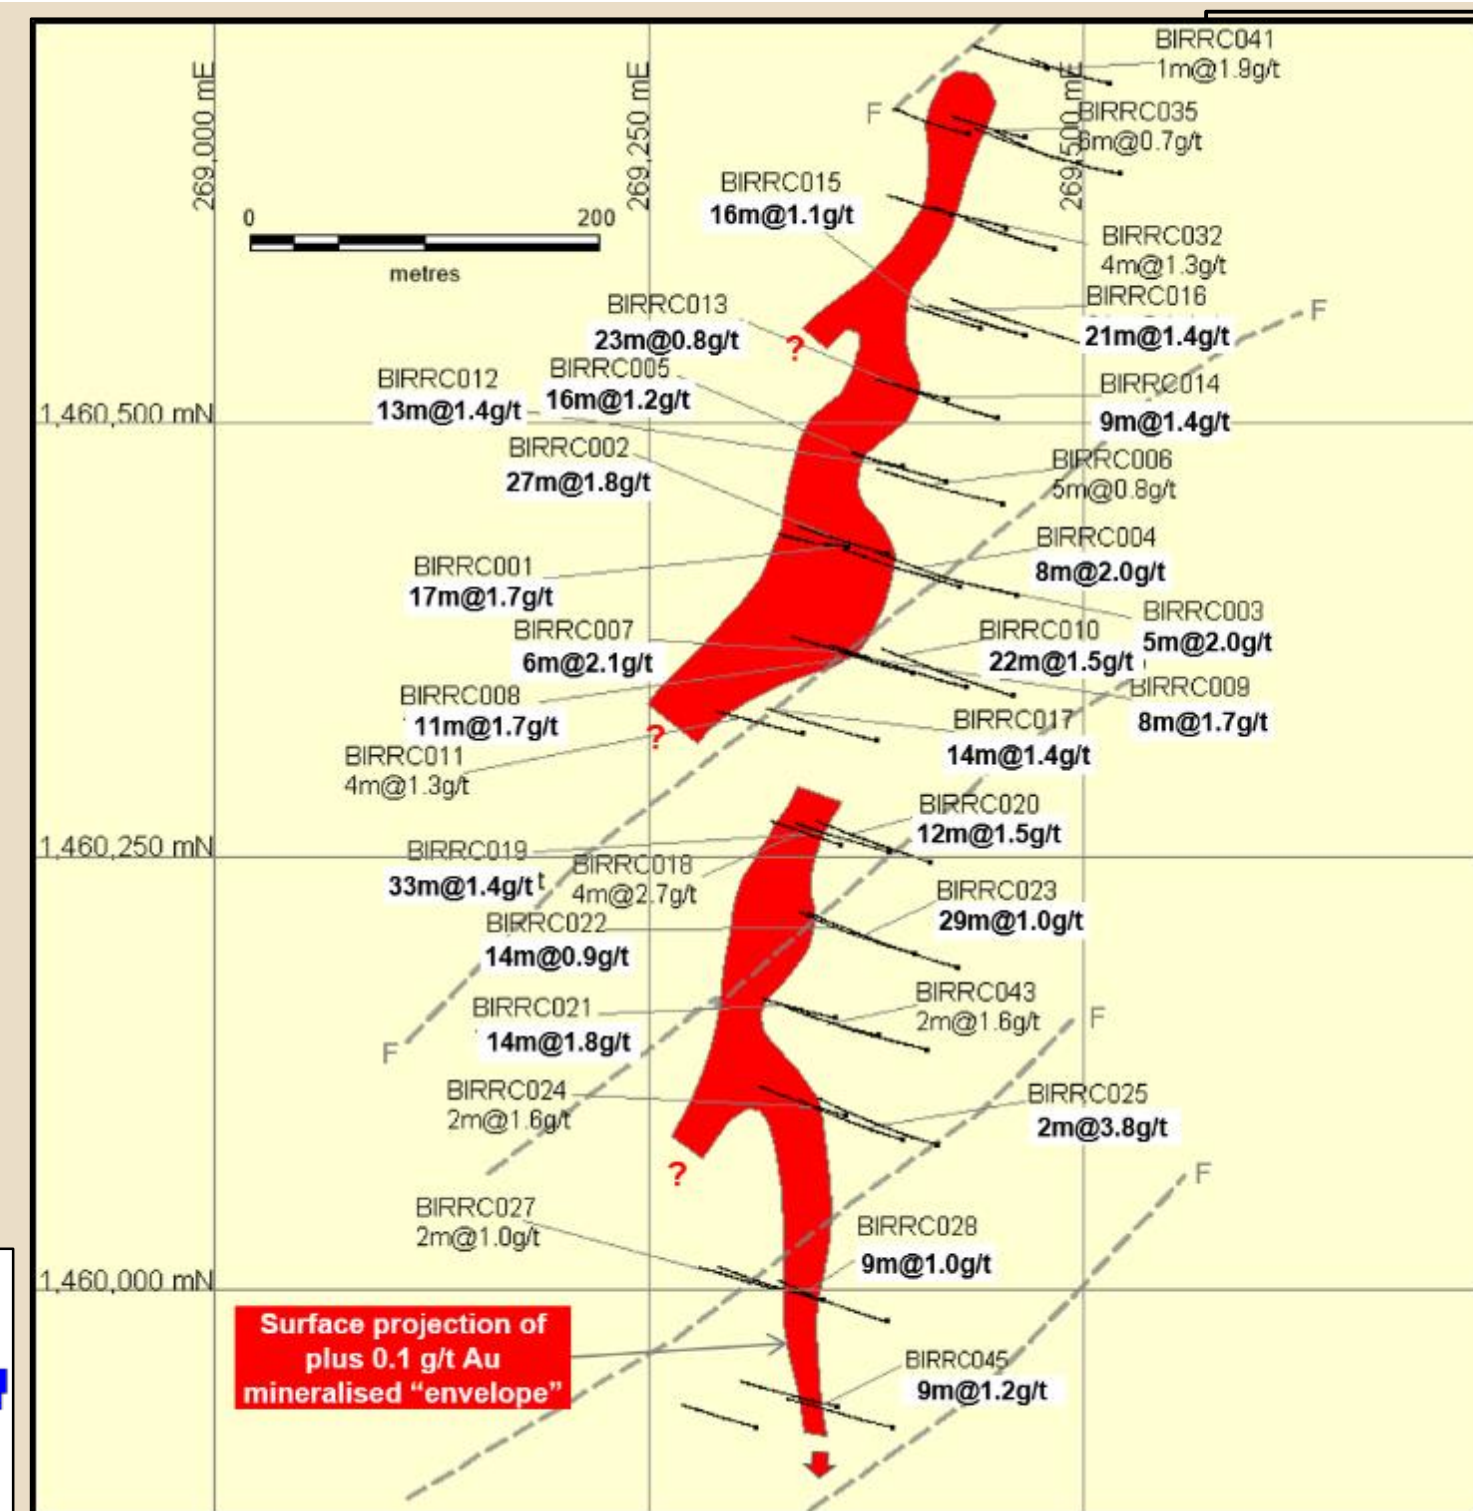 BIRRC041
1m@1.9g/t
269,000 mE
269,250 mE
269,500 mE
F
BIRRC035
6m@0.7g/t
BIRRC015
16m@1.1g/t
0 200
metres
BIRRC032
4m@1.3g/t
BIRRC016
21m@1.4g/t
F
BIRRC013
23m@0.8g/t
?
BIRRC005
16m@1.2g/t
BIRRC012
13m@1.4g/t
BIRRC014
9m@1.4g/t
1,460,500 mN
BIRRC002
27m@1.8g/t
BIRRC006
5m@0.8g/t
BIRRC004
8m@2.0g/t
BIRRC001
17m@1.7g/t
BIRRC003
5m@2.0g/t
BIRRC007
6m@2.1g/t
BIRRC010
22m@1.5g/t
BIRRC008
11m@1.7g/t
BIRRC009
8m@1.7g/t
?
BIRRC017
14m@1.4g/t
BIRRC011
4m@1.3g/t
BIRRC020
12m@1.5g/t
1,460,250 mN
BIRRC019
33m@1.4g/t
BIRRC018
4m@2.7g/t
BIRRC023
29m@1.0g/t
BIRRC022
14m@0.9g/t
BIRRC021
14m@1.8g/t
BIRRC043
2m@1.6g/t
F
F
BIRRC024
2m@1.6g/t
BIRRC025
2m@3.8g/t
?
F
BIRRC027
2m@1.0g/t
BIRRC028
9m@1.0g/t
1,460,000 mN
Surface projection of
plus 0.1 g/t Au
mineralised “envelope”
BIRRC045
9m@1.2g/t